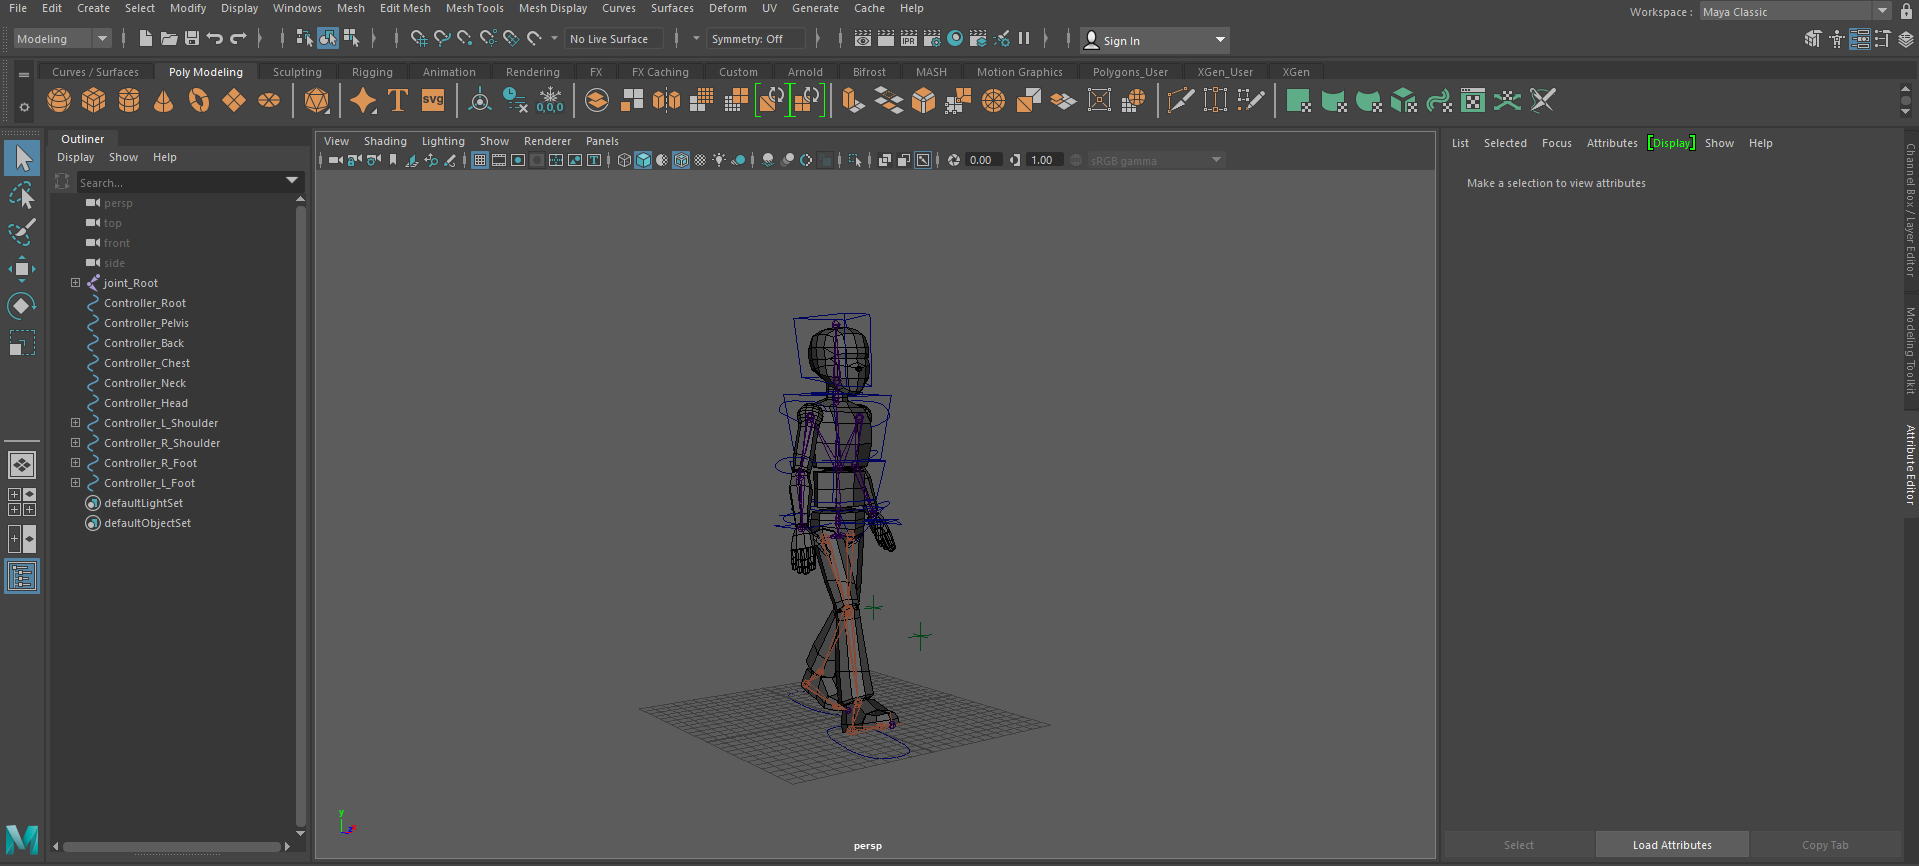 File Edit Create Select Modify Display Windows Mesh Edit Mesh Mesh Tools Mesh Display Curves Surfaces Deform UV Generate Cache Help
Workspace : Maya Classic
Modeling No Live Surface Symmetry: Off IPR Sign In
Curves / Surfaces Poly Modeling Sculpting Rigging Animation Rendering FX FX Caching Custom Arnold Bifrost MASH Motion Graphics Polygons_User XGen_User XGen
T SVG 0,0,0
Outliner
Display Show Help
Search...
persp
top
front
side
joint_Root
Controller_Root
Controller_Pelvis
Controller_Back
Controller_Chest
Controller_Neck
Controller_Head
Controller_L_Shoulder
Controller_R_Shoulder
Controller_R_Foot
Controller_L_Foot
defaultLightSet
defaultObjectSet
View Shading Lighting Show Renderer Panels
0.00 1.00 sRGB gamma
y
persp
List Selected Focus Attributes [Display] Show Help
Make a selection to view attributes
Channel Box / Layer Editor
Modeling Toolkit
Attribute Editor
Select Load Attributes Copy Tab
M